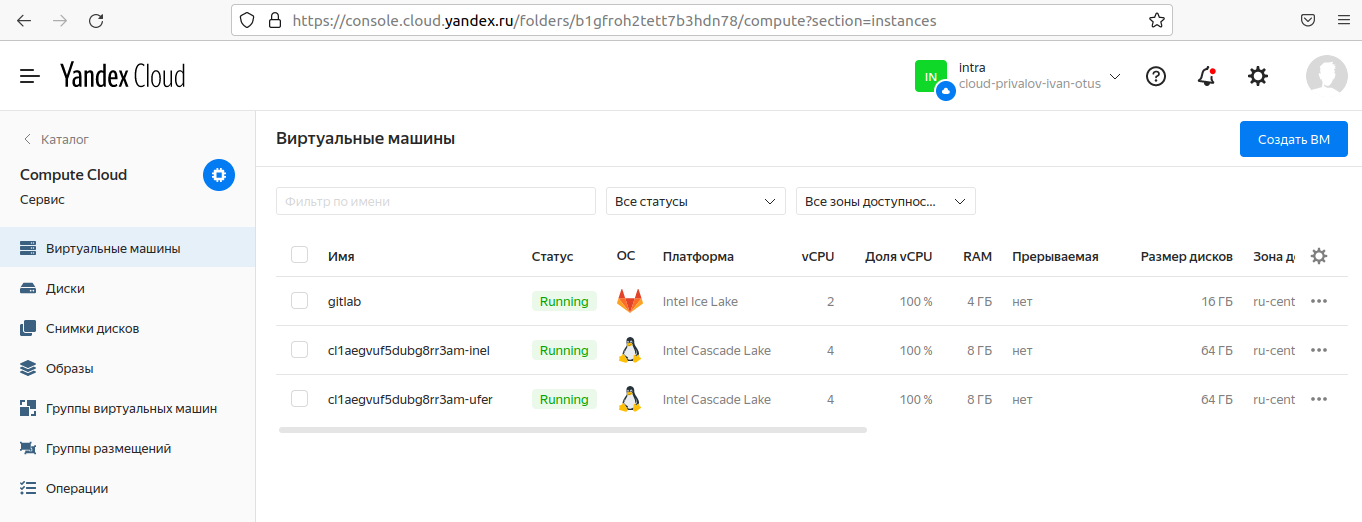 https://console.cloud.yandex.ru/folders/b1gfroh2tett7b3hdn78/compute?section=instances
Yandex Cloud
IN
intra
cloud-privalov-ivan-otus
Каталог
Compute Cloud
Сервис
Виртуальные машины
Диски
Снимки дисков
Образы
Группы виртуальных машин
Группы размещений
Операции
Виртуальные машины
Создать ВМ
Фильтр по имени
Все статусы
Все зоны доступнос...
Имя Статус ОС Платформа vCPU Доля vCPU RAM Прерываемая Размер дисков Зона до
gitlab Running Intel Ice Lake 2 100 % 4 ГБ нет 16 ГБ ru-cent
cl1aegvuf5dubg8rr3am-inel Running Intel Cascade Lake 4 100 % 8 ГБ нет 64 ГБ ru-cent
cl1aegvuf5dubg8rr3am-ufer Running Intel Cascade Lake 4 100 % 8 ГБ нет 64 ГБ ru-cent